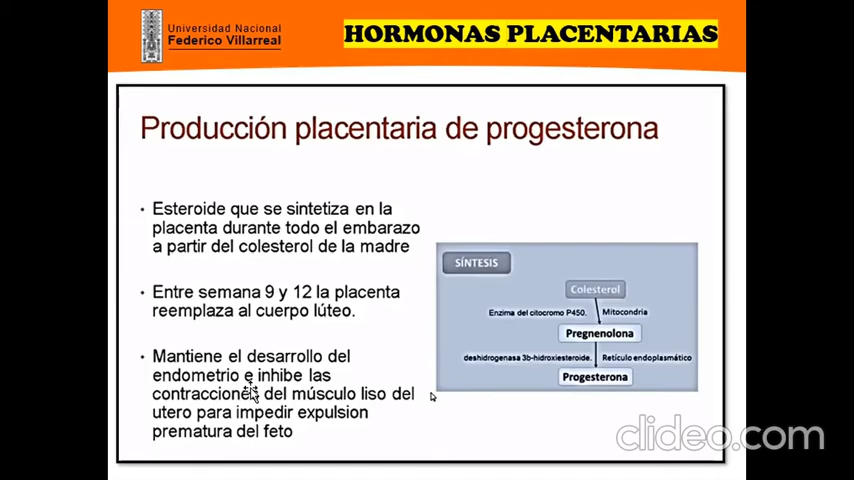 Universidad Nacional
Federico Villarreal
HORMONAS PLACENTARIAS
Producción placentaria de progesterona
• Esteroide que se sintetiza en la
placenta durante todo el embarazo
a partir del colesterol de la madre
• Entre semana 9 y 12 la placenta
reemplaza al cuerpo lúteo.
• Mantiene el desarrollo del
endometrio e inhibe las
contracciones del músculo liso del
utero para impedir expulsion
prematura del feto
SÍNTESIS
Colesterol
Enzima del citocromo P450. Mitocondria
Pregnenolona
deshidrogenasa 3b-hidroxiesteroide. Retículo endoplasmático
Progesterona
clideo.com